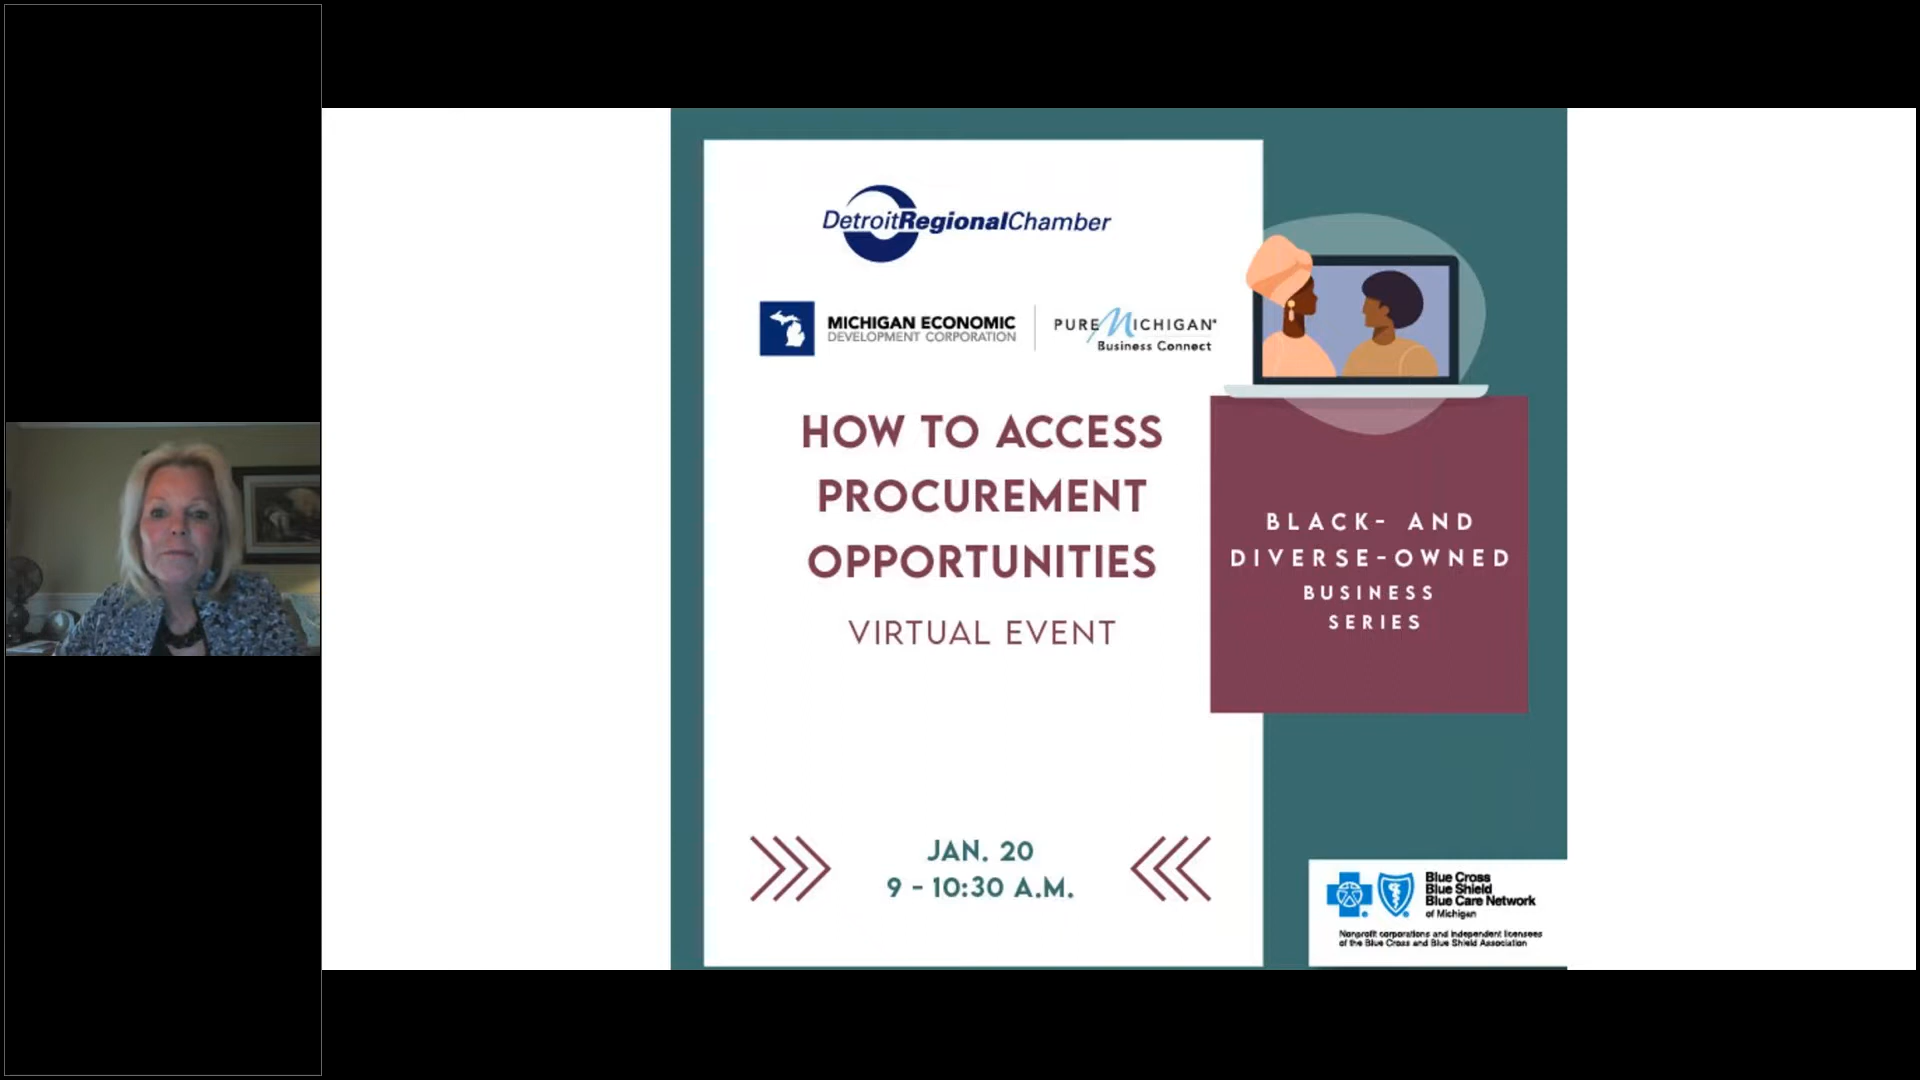 DetroitRegionalChamber
MICHIGAN ECONOMIC
DEVELOPMENT CORPORATION
PURE MICHIGAN®
Business Connect
HOW TO ACCESS
PROCUREMENT
OPPORTUNITIES
VIRTUAL EVENT
BLACK- AND
DIVERSE-OWNED
BUSINESS
SERIES
JAN. 20
9 - 10:30 A.M.
Blue Cross
Blue Shield
Blue Care Network
of Michigan
Nonprofit corporations and independent licensees
of the Blue Cross and Blue Shield Association